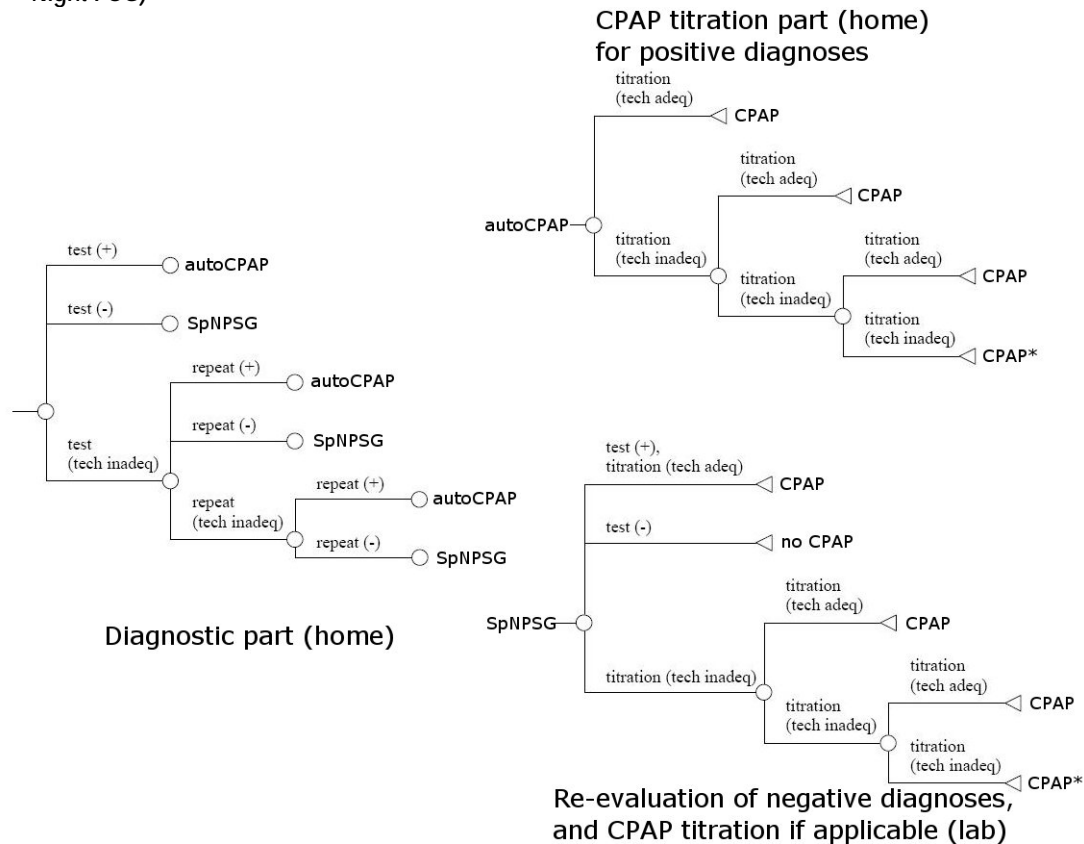 Night PSG)
CPAP titration part (home)
for positive diagnoses
titration
(tech adeq)
CPAP
titration
(tech adeq)
CPAP
autoCPAP
titration
(tech inadeq)
titration
(tech adeq)
CPAP
titration
(tech inadeq)
titration
(tech inadeq)
CPAP*
test (+)
autoCPAP
test (-)
SpNPSG
repeat (+)
autoCPAP
repeat (-)
SpNPSG
test
(tech inadeq)
repeat (+)
autoCPAP
repeat
(tech inadeq)
repeat (-)
SpNPSG
Diagnostic part (home)
test (+),
titration (tech adeq)
CPAP
test (-)
no CPAP
SpNPSG
titration
(tech adeq)
CPAP
titration (tech inadeq)
titration
(tech adeq)
CPAP
titration
(tech inadeq)
titration
(tech inadeq)
CPAP*
Re-evaluation of negative diagnoses,
and CPAP titration if applicable (lab)